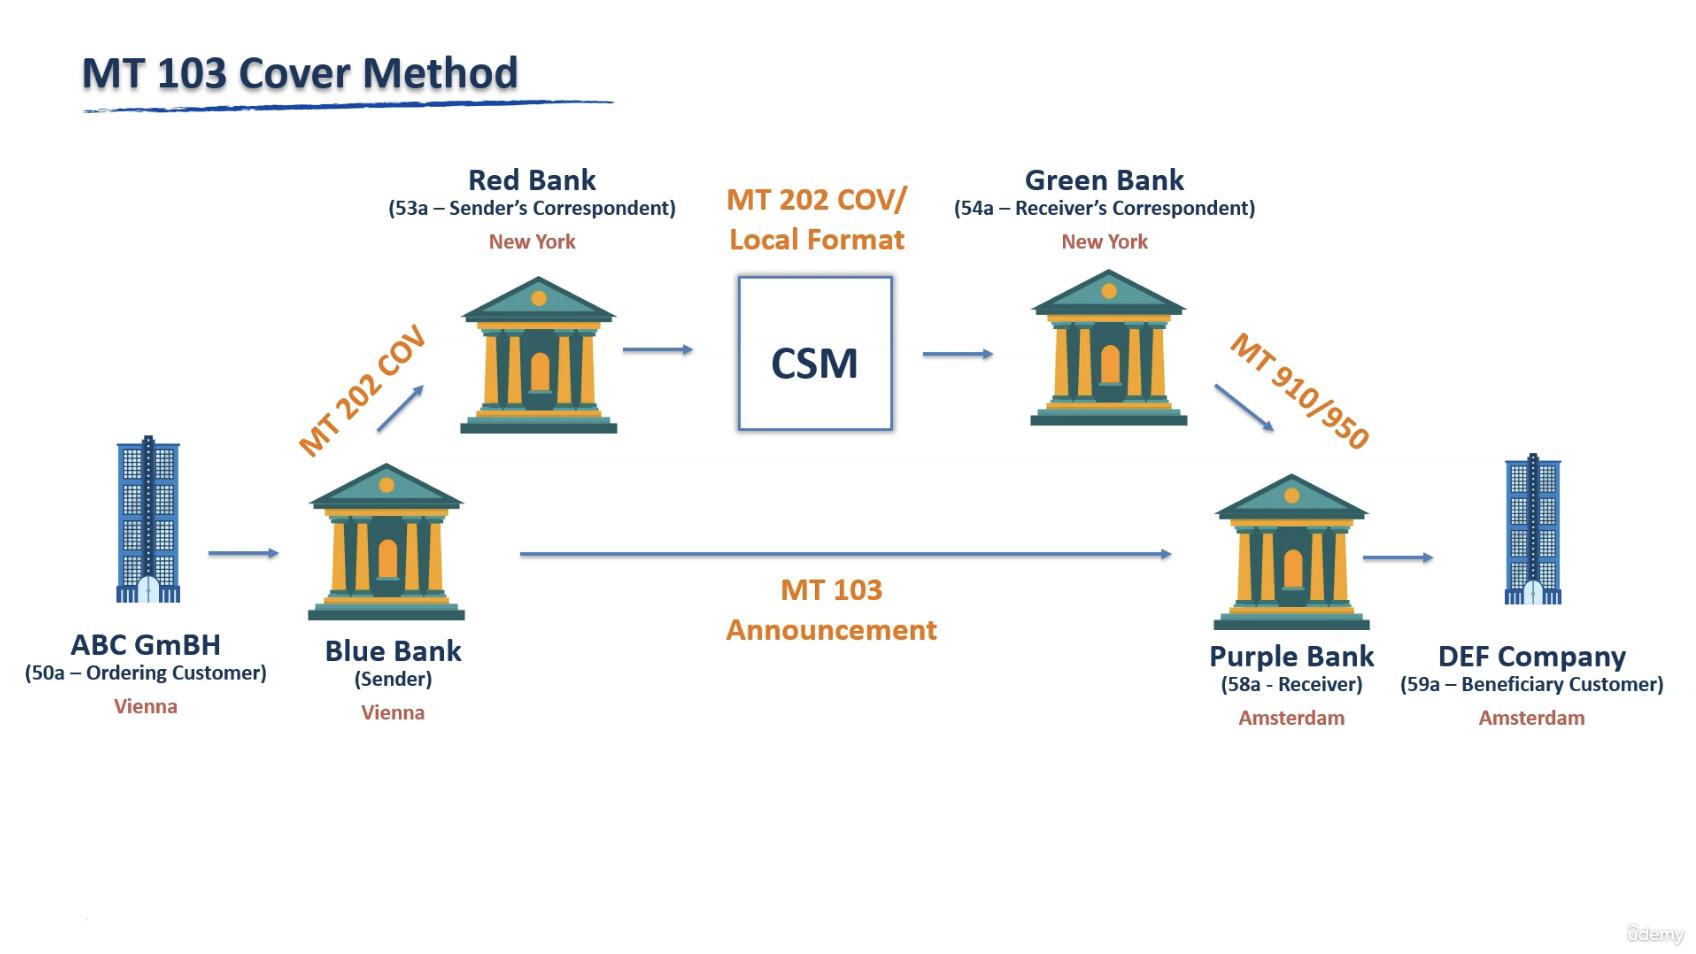 MT 103 Cover Method
Red Bank
(53a – Sender's Correspondent)
New York
MT 202 COV/
Local Format
Green Bank
(54a – Receiver's Correspondent)
New York
MT 202 COV
CSM
MT 910/950
MT 103
Announcement
ABC GmBH
(50a – Ordering Customer)
Vienna
Blue Bank
(Sender)
Vienna
Purple Bank
(58a - Receiver)
Amsterdam
DEF Company
(59a – Beneficiary Customer)
Amsterdam
ûdemy